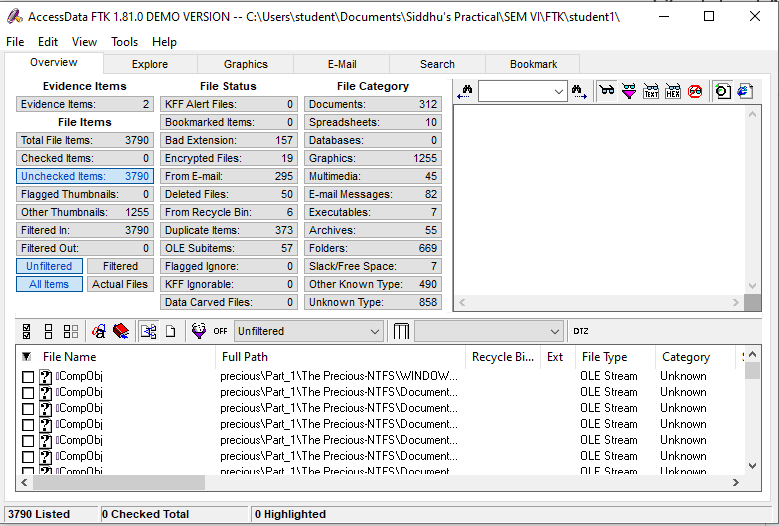 AccessData FTK 1.81.0 DEMO VERSION -- C:\Users\student\Documents\Siddhu's Practical\SEM VI\FTK\student1\
File Edit View Tools Help
Overview Explore Graphics E-Mail Search Bookmark
Evidence Items File Status File Category
Evidence Items: 2 KFF Alert Files: 0 Documents: 312
File Items Bookmarked Items: 0 Spreadsheets: 10
Total File Items: 3790 Bad Extension: 157 Databases: 0
Checked Items: 0 Encrypted Files: 19 Graphics: 1255
Unchecked Items: 3790 From E-mail: 295 Multimedia: 45
Flagged Thumbnails: 0 Deleted Files: 50 E-mail Messages: 82
Other Thumbnails: 1255 From Recycle Bin: 6 Executables: 7
Filtered In: 3790 Duplicate Items: 373 Archives: 55
Filtered Out: 0 OLE Subitems: 57 Folders: 669
Unfiltered Filtered Flagged Ignore: 0 Slack/Free Space: 7
All Items Actual Files KFF Ignorable: 0 Other Known Type: 490
Data Carved Files: 0 Unknown Type: 858
TEXT HEX
OFF Unfiltered DTZ
File Name Full Path Recycle Bi... Ext File Type Category
CompObj precious\Part_1\The Precious-NTFS\WINDOW... OLE Stream Unknown
CompObj precious\Part_1\The Precious-NTFS\Document... OLE Stream Unknown
CompObj precious\Part_1\The Precious-NTFS\Document... OLE Stream Unknown
CompObj precious\Part_1\The Precious-NTFS\Document... OLE Stream Unknown
CompObj precious\Part_1\The Precious-NTFS\Document... OLE Stream Unknown
CompObj precious\Part_1\The Precious-NTFS\Document... OLE Stream Unknown
3790 Listed 0 Checked Total 0 Highlighted